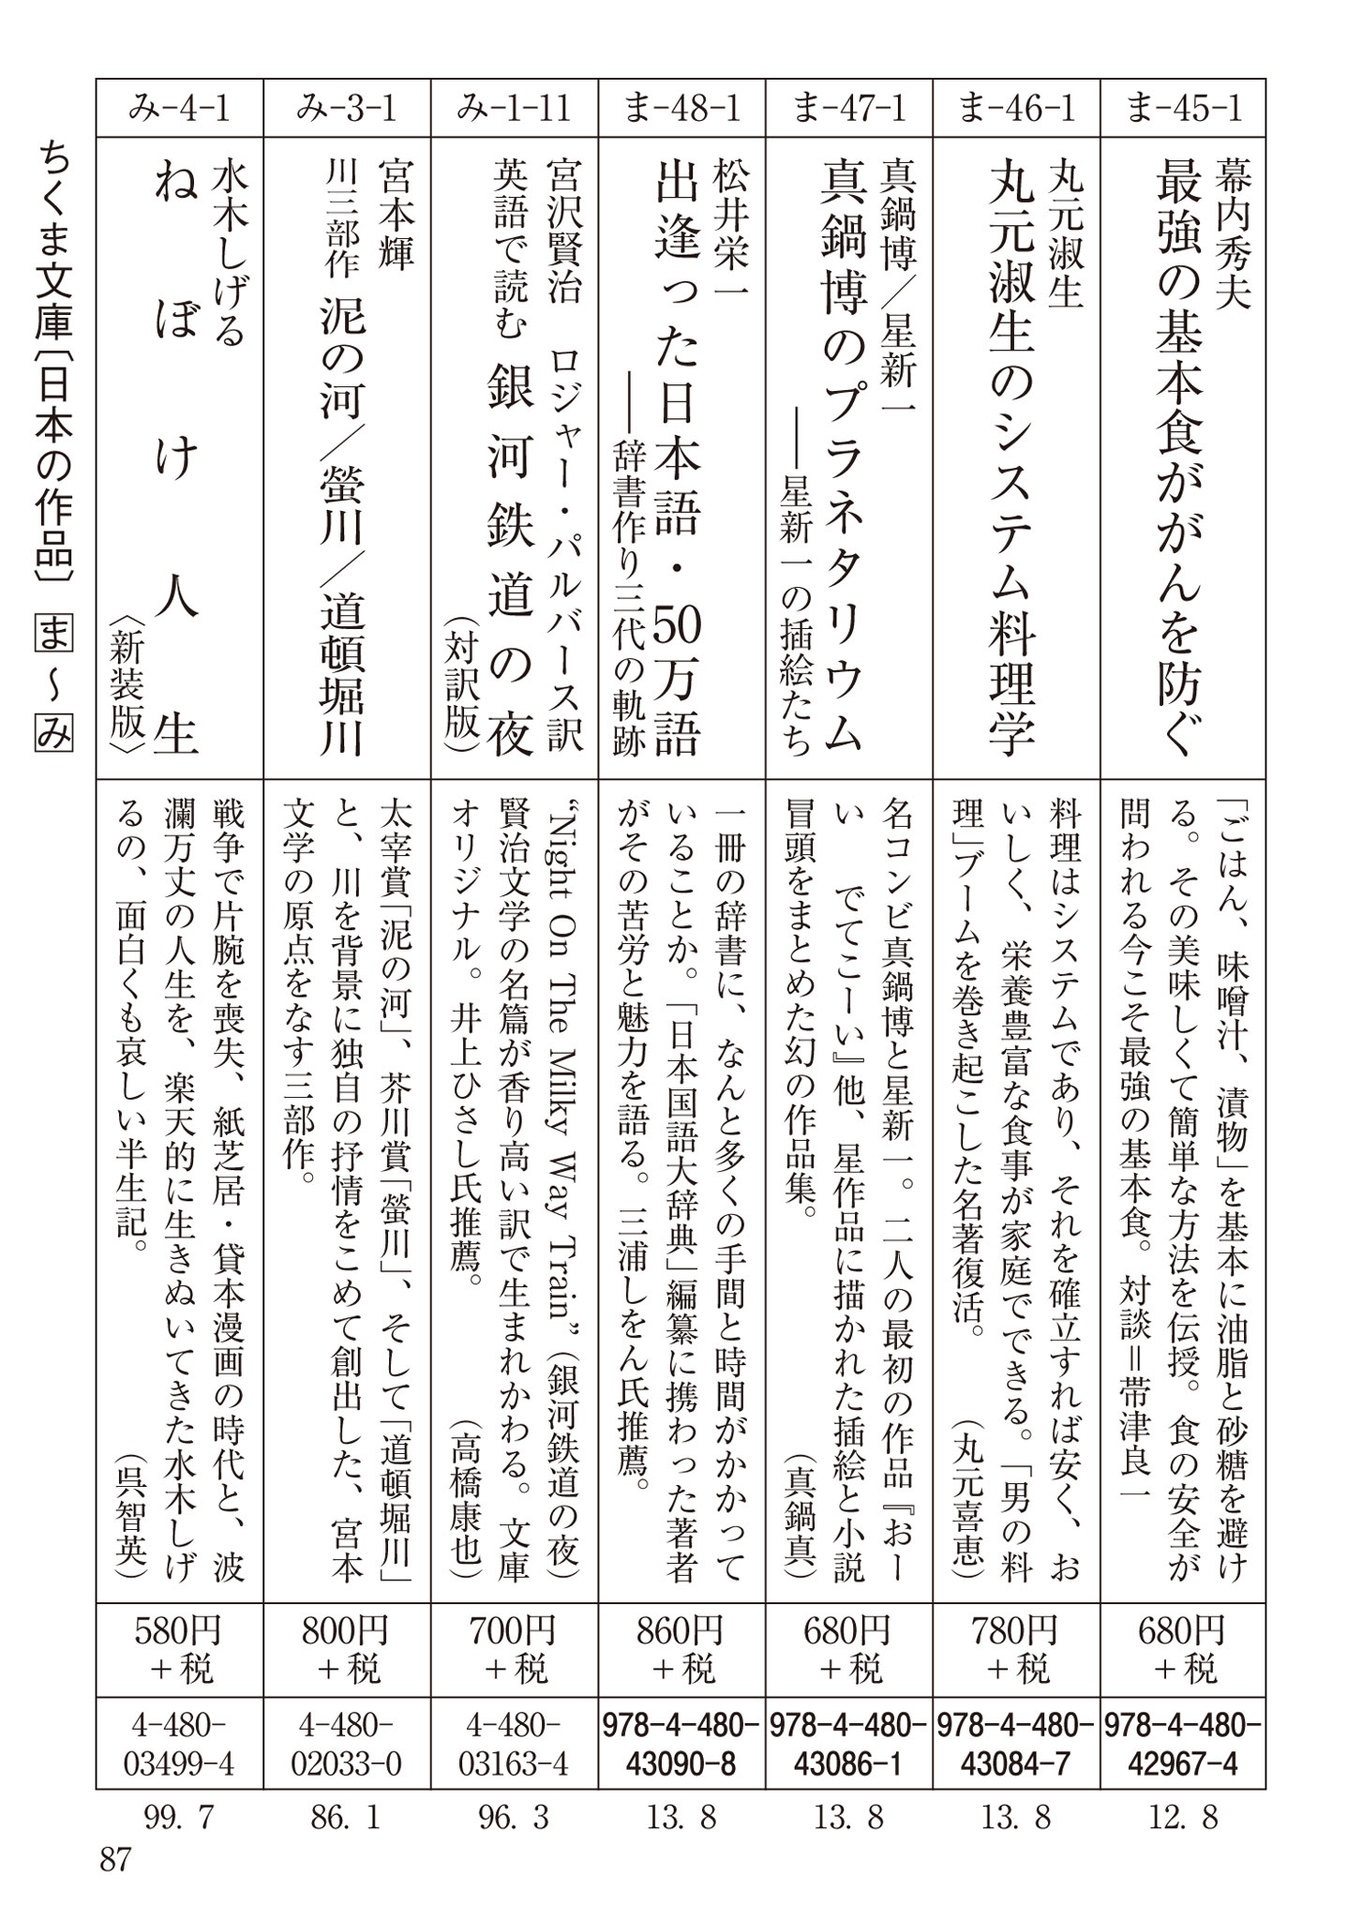 ま-45-1
幕内秀夫
最強の基本食ががんを防ぐ
「ごはん、味噌汁、漬物」を基本に油脂と砂糖を避け
る。その美味しくて簡単な方法を伝授。食の安全が
問われる今こそ最強の基本食。対談＝帯津良一
680円
＋税
978-4-480-
42967-4
12. 8
ま-46-1
丸元淑生
丸元淑生のシステム料理学
料理はシステムであり、それを確立すれば安く、お
いしく、栄養豊富な食事が家庭でできる。「男の料
理」ブームを巻き起こした名著復活。（丸元喜恵）
780円
＋税
978-4-480-
43084-7
13. 8
ま-47-1
真鍋博／星新一
真鍋博のプラネタリウム
――星新一の挿絵たち
名コンビ真鍋博と星新一。二人の最初の作品『おー
い　でてこーい』他、星作品に描かれた挿絵と小説
冒頭をまとめた幻の作品集。（真鍋真）
680円
＋税
978-4-480-
43086-1
13. 8
ま-48-1
松井栄一
出逢った日本語・50万語
――辞書作り三代の軌跡
一冊の辞書に、なんと多くの手間と時間がかかって
いることか。「日本国語大辞典」編纂に携わった著者
がその苦労と魅力を語る。三浦しをん氏推薦。
860円
＋税
978-4-480-
43090-8
13. 8
み-1-11
宮沢賢治　ロジャー・パルバース訳
英語で読む 銀河鉄道の夜
（対訳版）
“Night On The Milky Way Train”（銀河鉄道の夜）
賢治文学の名篇が香り高い訳で生まれかわる。文庫
オリジナル。井上ひさし氏推薦。（高橋康也）
700円
＋税
4-480-
03163-4
96. 3
み-3-1
宮本輝
川三部作 泥の河／螢川／道頓堀川
太宰賞「泥の河」、芥川賞「螢川」、そして「道頓堀川」
と、川を背景に独自の抒情をこめて創出した、宮本
文学の原点をなす三部作。
800円
＋税
4-480-
02033-0
86. 1
み-4-1
水木しげる
ねぼけ人生
〈新装版〉
戦争で片腕を喪失、紙芝居・貸本漫画の時代と、波
瀾万丈の人生を、楽天的に生きぬいてきた水木しげ
るの、面白くも哀しい半生記。（呉智英）
580円
＋税
4-480-
03499-4
99. 7
ちくま文庫〔日本の作品〕ま〜み
87